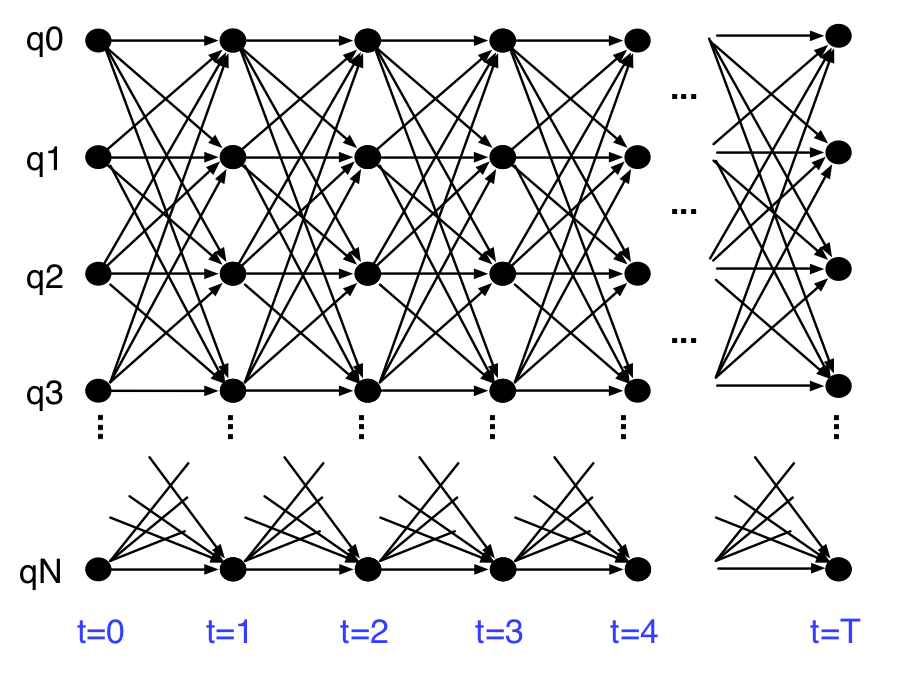 q0
...
q1
...
q2
...
q3
qN
t=0 t=1 t=2 t=3 t=4 t=T